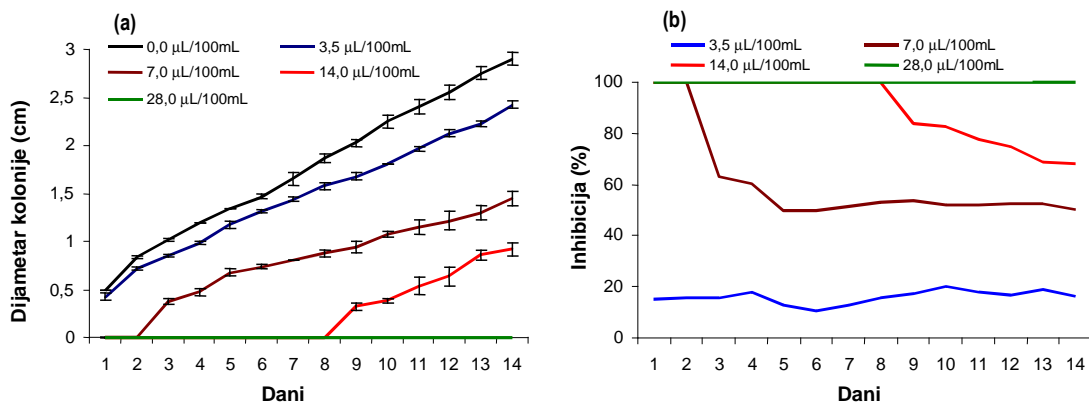 (a)
0,0 µL/100mL
3,5 µL/100mL
7,0 µL/100mL
14,0 µL/100mL
28,0 µL/100mL
Dijametar kolonije (cm)
3
2,5
2
1,5
1
0,5
0
1 2 3 4 5 6 7 8 9 10 11 12 13 14
Dani
(b)
3,5 µL/100mL
7,0 µL/100mL
14,0 µL/100mL
28,0 µL/100mL
Inhibicija (%)
100
80
60
40
20
0
1 2 3 4 5 6 7 8 9 10 11 12 13 14
Dani